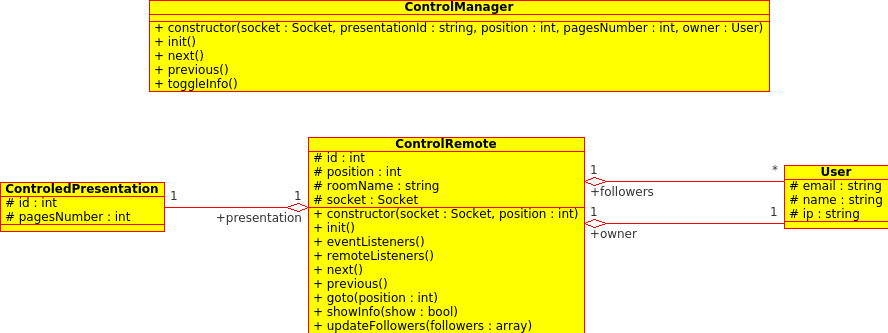 ControlManager
+ constructor(socket : Socket, presentationId : string, position : int, pagesNumber : int, owner : User)
+ init()
+ next()
+ previous()
+ toggleInfo()
ControledPresentation
# id : int
# pagesNumber : int
1
1
+presentation
ControlRemote
# id : int
# position : int
# roomName : string
# socket : Socket
+ constructor(socket : Socket, position : int)
+ init()
+ eventListeners()
+ remoteListeners()
+ next()
+ previous()
+ goto(position : int)
+ showInfo(show : bool)
+ updateFollowers(followers : array)
1
*
+followers
1
1
+owner
User
# email : string
# name : string
# ip : string